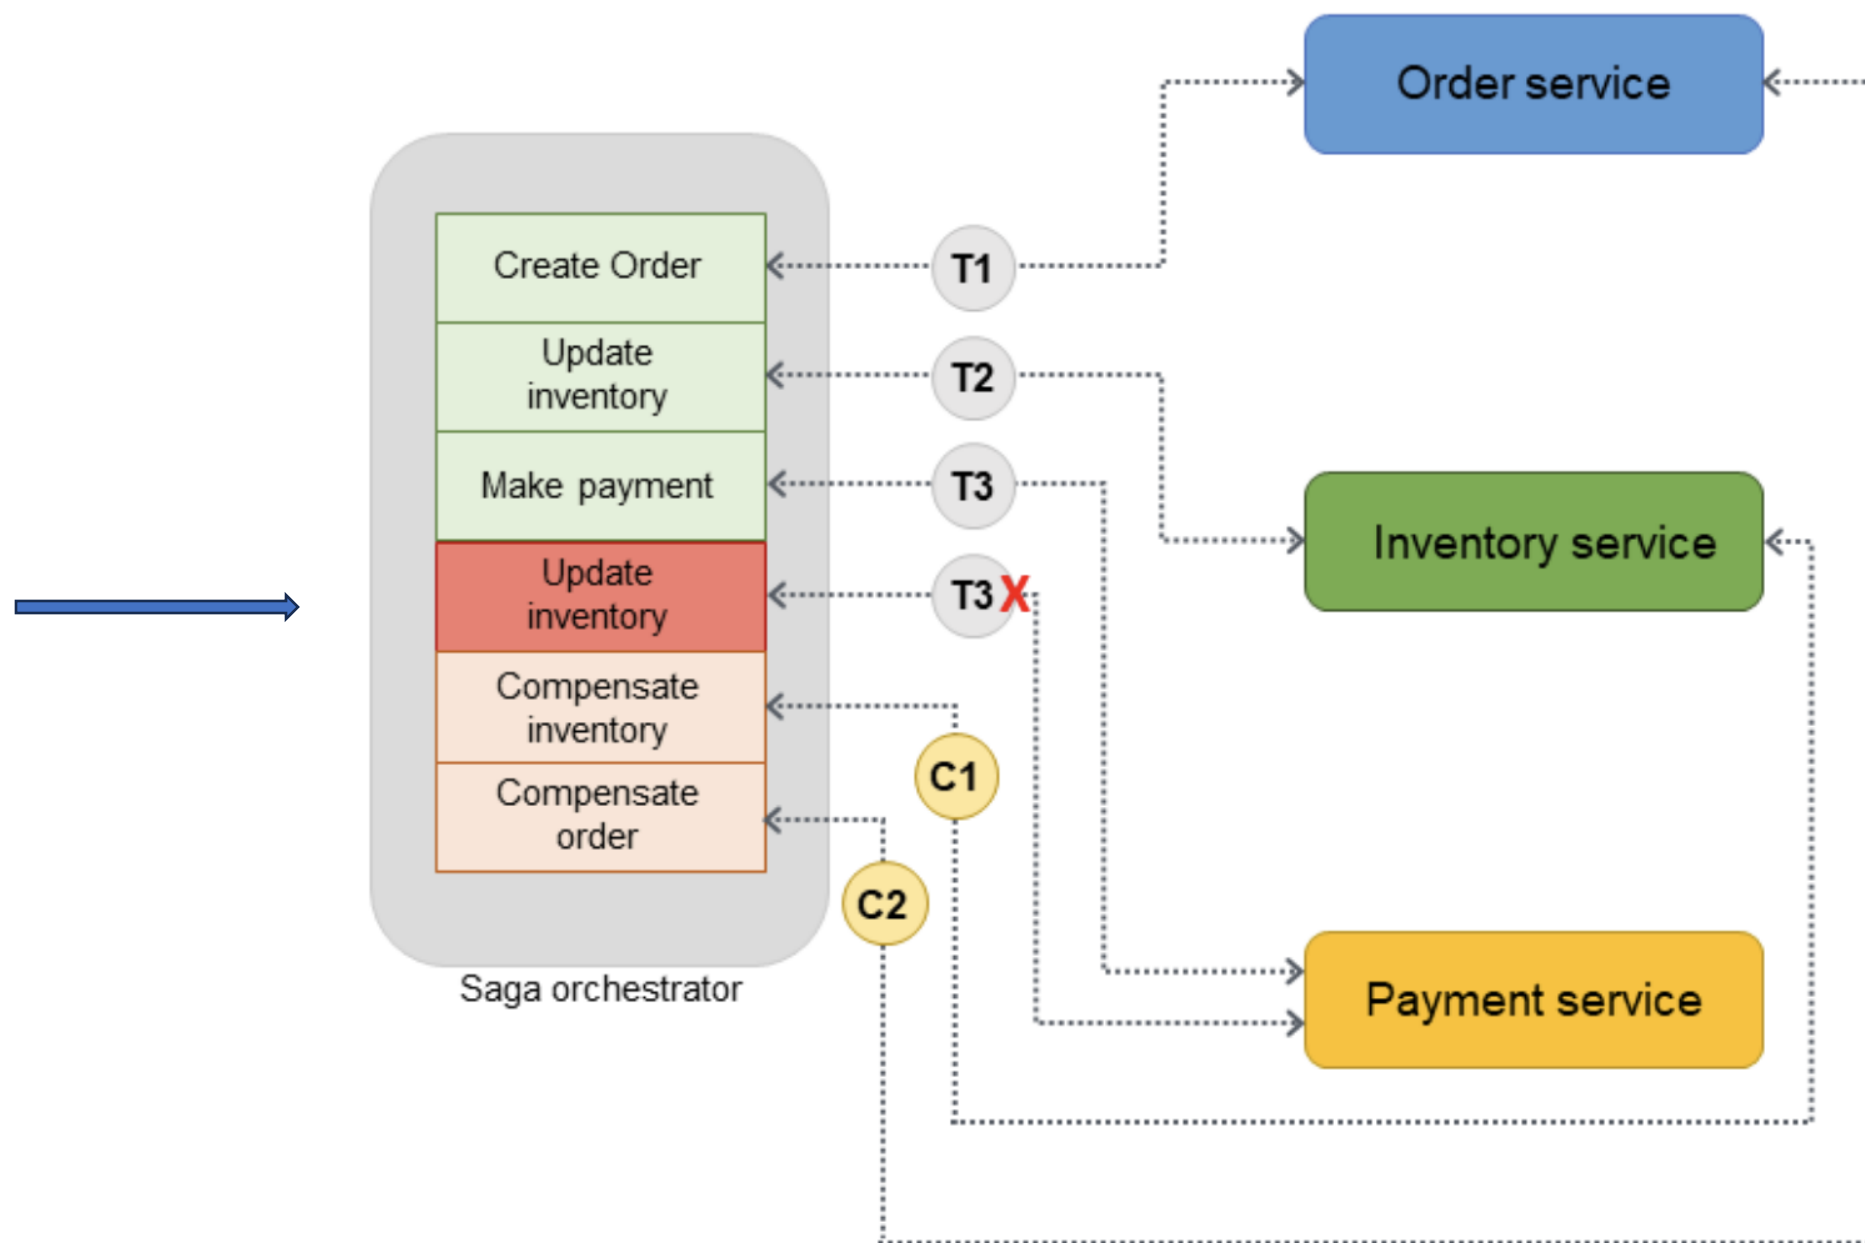 Order service
Create Order
T1
Update
inventory
T2
Make payment
T3
Inventory service
Update
inventory
T3
X
Compensate
inventory
C1
Compensate
order
C2
Saga orchestrator
Payment service